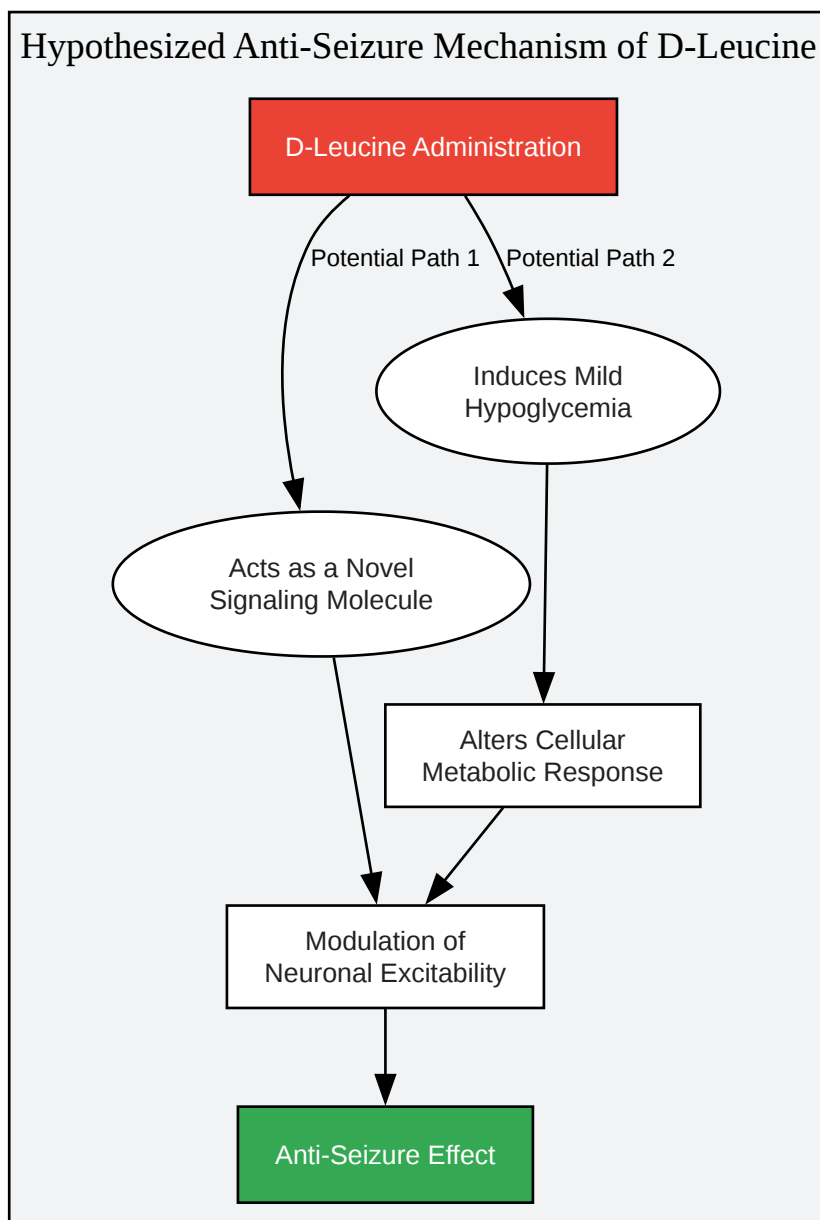 Hypothesized Anti-Seizure Mechanism of D-Leucine
D-Leucine Administration
Potential Path 1
Potential Path 2
Induces Mild
Hypoglycemia
Acts as a Novel
Signaling Molecule
Alters Cellular
Metabolic Response
Modulation of
Neuronal Excitability
Anti-Seizure Effect